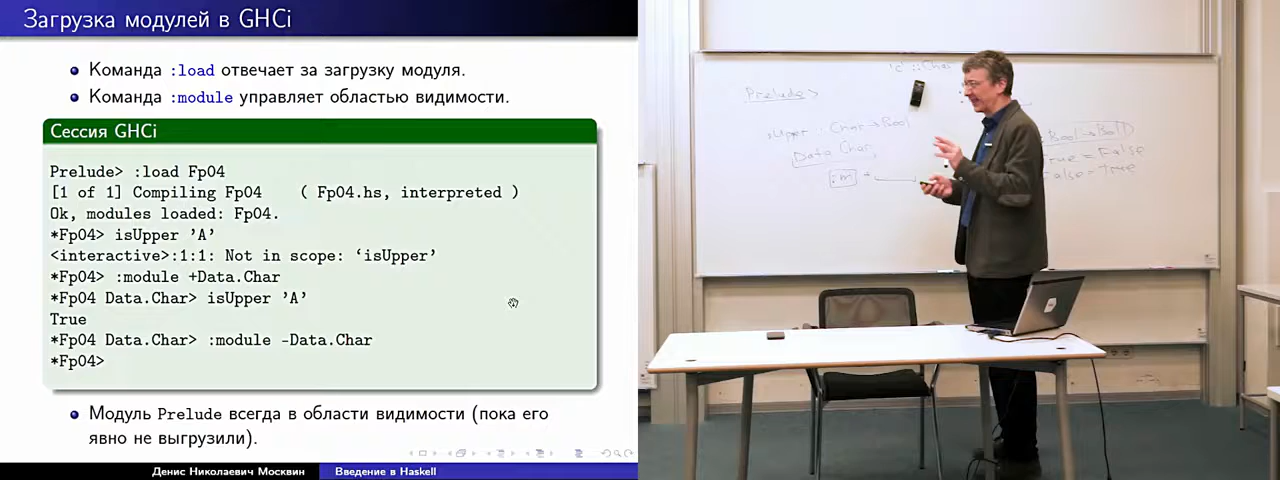 Загрузка модулей в GHCi
Команда :load отвечает за загрузку модуля.
Команда :module управляет областью видимости.
Сессия GHCi
Prelude> :load Fp04
[1 of 1] Compiling Fp04    ( Fp04.hs, interpreted )
Ok, modules loaded: Fp04.
*Fp04> isUpper ’A’
<interactive>:1:1: Not in scope: ‘isUpper’
*Fp04> :module +Data.Char
*Fp04 Data.Char> isUpper ’A’
True
*Fp04 Data.Char> :module -Data.Char
*Fp04>
Модуль Prelude всегда в области видимости (пока его
явно не выгрузили).
Денис Николаевич Москвин Введение в Haskell
'c' :: Char
Prelude >
isUpper :: Char → Bool
Data Char
:m +
Bool → Bool
True = False
False = True